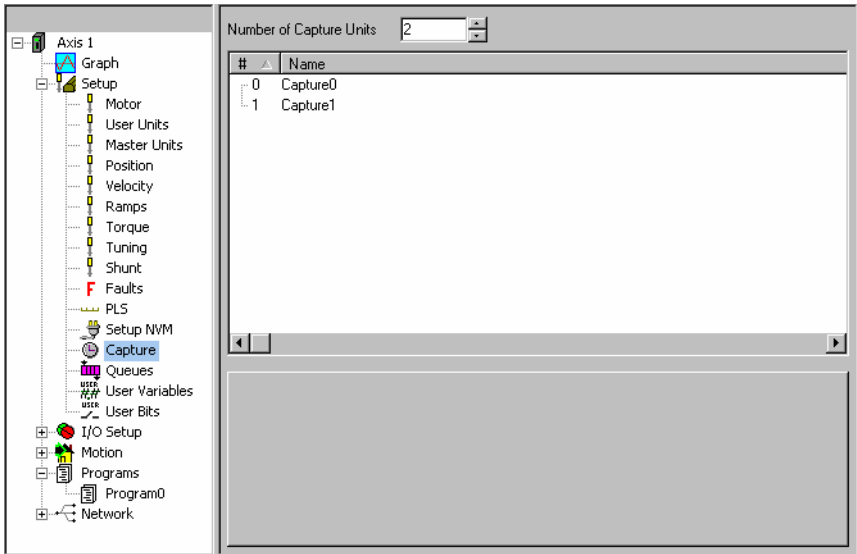 Axis 1
Graph
Setup
Motor
User Units
Master Units
Position
Velocity
Ramps
Torque
Tuning
Shunt
F Faults
PLS
Setup NVM
Capture
Queues
USER #.# User Variables
USER User Bits
I/O Setup
Motion
Programs
Program0
Network
Number of Capture Units 2
# Name
0 Capture0
1 Capture1